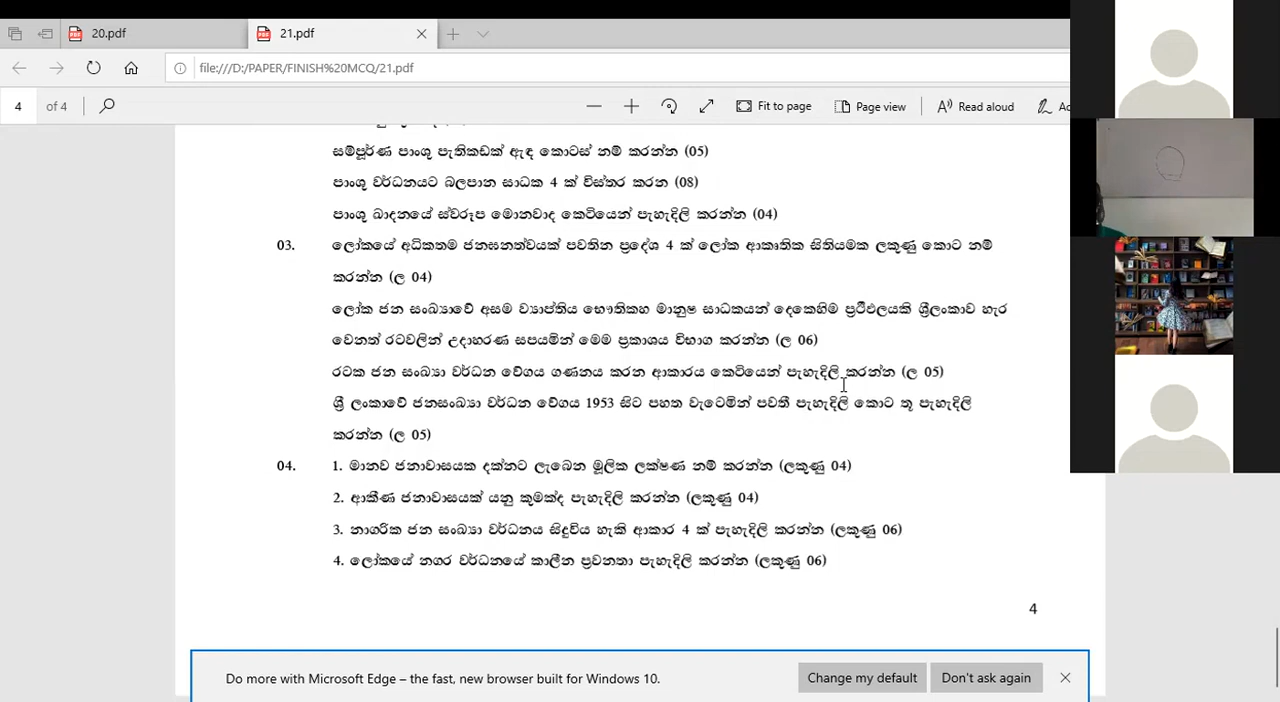 20.pdf
21.pdf
file:///D:/PAPER/FINISH%20MCQ/21.pdf
4 of 4
Fit to page
Page view
Read aloud
සම්පූර්ණ පාංශු පැතිකඩක් ඇඳ කොටස් නම් කරන්න (05)
පාංශු වර්ධනයට බලපාන සාධක 4 ක් විස්තර කරන (08)
පාංශු ඛාදනයේ ස්වරූප මොනවාද කෙටියෙන් පැහැදිලි කරන්න (04)
03. ලෝකයේ අධිකතම ජනඝනත්වයක් පවතින ප්‍රදේශ 4 ක් ලෝක ආකෘතික සිතියමක ලකුණු කොට නම්
කරන්න (ල 04)
ලෝක ජන සංඛ්‍යාවේ අසම ව්‍යාප්තිය භෞතිකහ මානුෂ සාධකයන් දෙකෙහිම ප්‍රථිඵලයකි ශ්‍රීලංකාව හැර
වෙනත් රටවලින් උදාහරණ සපයමින් මෙම ප්‍රකාශය විභාග කරන්න (ල 06)
රටක ජන සංඛ්‍යා වර්ධන වේගය ගණනය කරන ආකාරය කෙටියෙන් පැහැදිලි කරන්න (ල 05)
ශ්‍රී ලංකාවේ ජනසංඛ්‍යා වර්ධන වේගය 1953 සිට පහත වැටෙමින් පවතී පැහැදිලි කොට තු පැහැදිලි
කරන්න (ල 05)
04. 1. මානව ජනාවාසයක දක්නට ලැබෙන මූලික ලක්ෂණ නම් කරන්න (ලකුණු 04)
2. ආකීණ ජනාවාසයක් යනු කුමක්ද පැහැදිලි කරන්න (ලකුණු 04)
3. නාගරික ජන සංඛ්‍යා වර්ධනය සිදුවිය හැකි ආකාර 4 ක් පැහැදිලි කරන්න (ලකුණු 06)
4. ලෝකයේ නගර වර්ධනයේ කාලීන ප්‍රවනතා පැහැදිලි කරන්න (ලකුණු 06)
4
Do more with Microsoft Edge – the fast, new browser built for Windows 10.
Change my default
Don't ask again